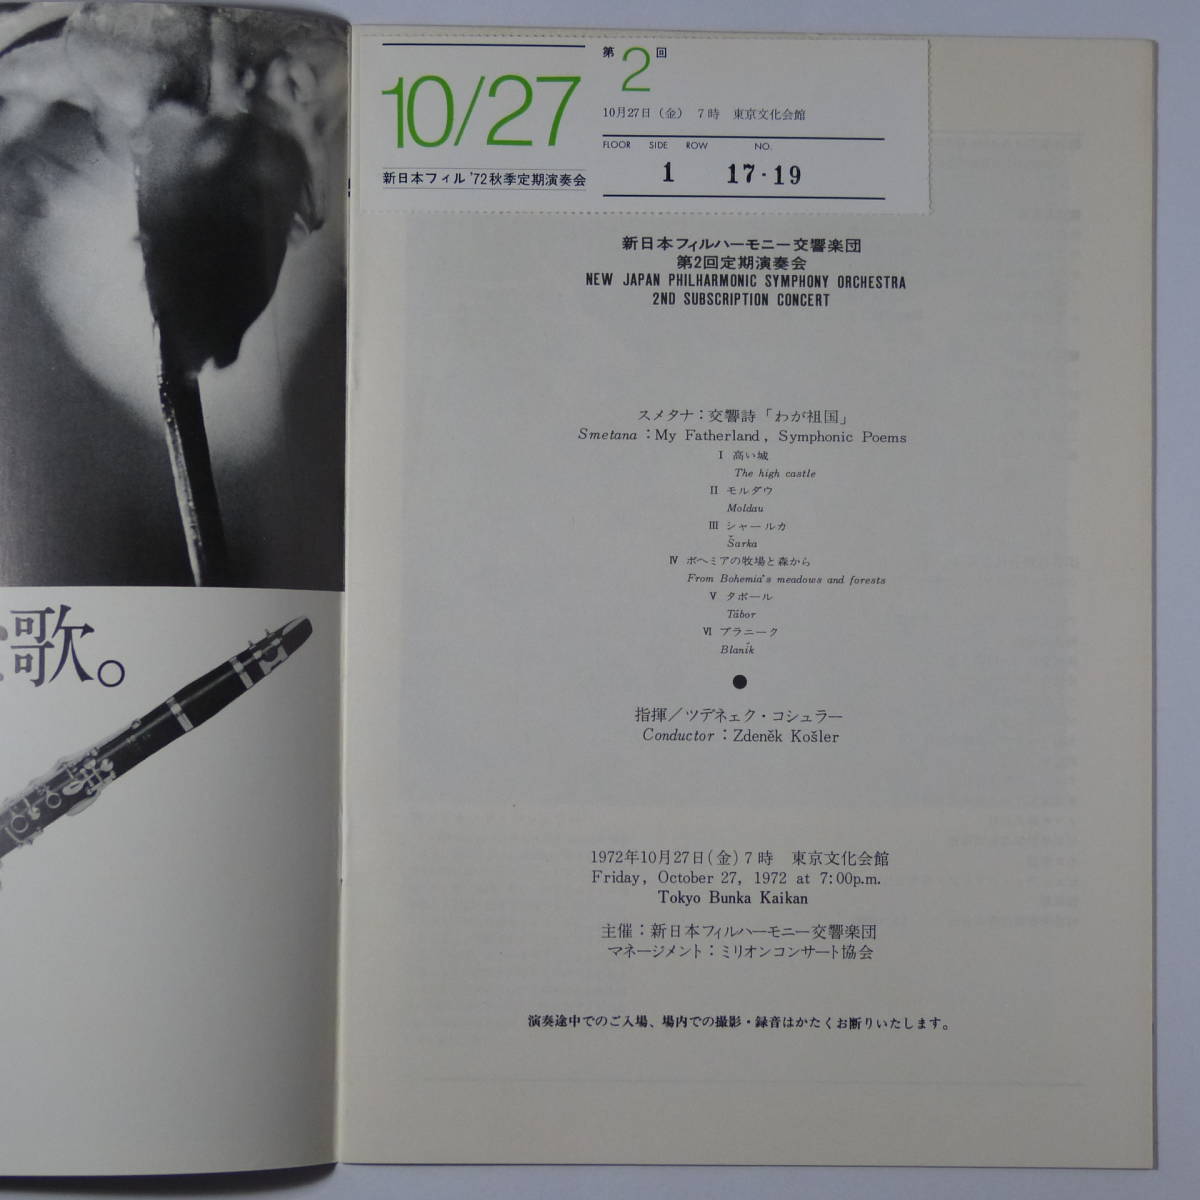 10/27
新日本フィル '72秋季定期演奏会
第2回
10月27日（金） 7時 東京文化会館
FLOOR SIDE ROW NO.
1 17・19
新日本フィルハーモニー交響楽団
第2回定期演奏会
NEW JAPAN PHILHARMONIC SYMPHONY ORCHESTRA
2ND SUBSCRIPTION CONCERT
スメタナ：交響詩「わが祖国」
Smetana : My Fatherland, Symphonic Poems
I 高い城
The high castle
II モルダウ
Moldau
III シャールカ
Šarka
IV ボヘミアの牧場と森から
From Bohemia's meadows and forests
V タボール
Tábor
VI ブラニーク
Blaník
●
指揮／ツデネェク・コシュラー
Conductor : Zdeněk Košler
1972年10月27日(金)7時 東京文化会館
Friday, October 27, 1972 at 7:00p.m.
Tokyo Bunka Kaikan
主催：新日本フィルハーモニー交響楽団
マネージメント：ミリオンコンサート協会
演奏途中でのご入場、場内での撮影・録音はかたくお断りいたします。
歌。